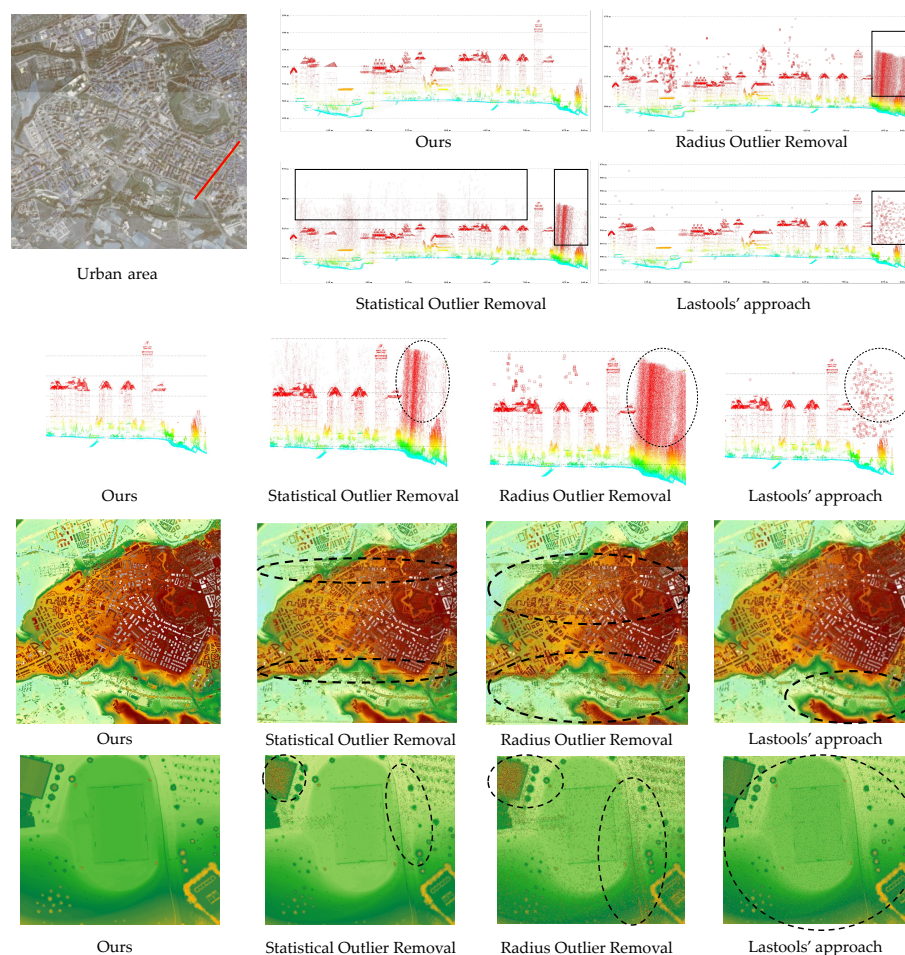 Ours
Radius Outlier Removal
Urban area
Statistical Outlier Removal
Lastools' approach
Ours
Statistical Outlier Removal
Radius Outlier Removal
Lastools' approach
Ours
Statistical Outlier Removal
Radius Outlier Removal
Lastools' approach
Ours
Statistical Outlier Removal
Radius Outlier Removal
Lastools' approach